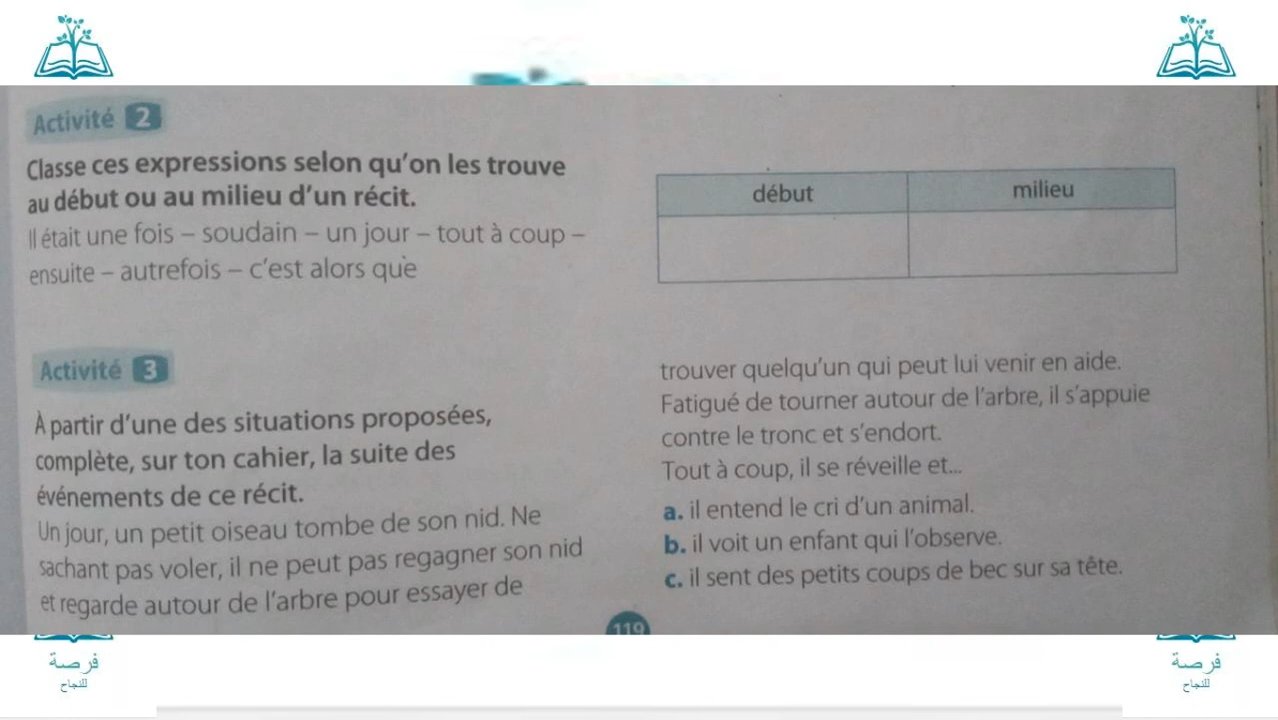 Activité 2
Classe ces expressions selon qu'on les trouve
au début ou au milieu d'un récit.
Il était une fois – soudain – un jour – tout à coup –
ensuite – autrefois – c'est alors que
début
milieu
Activité 3
À partir d'une des situations proposées,
complète, sur ton cahier, la suite des
événements de ce récit.
Un jour, un petit oiseau tombe de son nid. Ne
sachant pas voler, il ne peut pas regagner son nid
et regarde autour de l'arbre pour essayer de
trouver quelqu'un qui peut lui venir en aide.
Fatigué de tourner autour de l'arbre, il s'appuie
contre le tronc et s'endort.
Tout à coup, il se réveille et...
a. il entend le cri d'un animal.
b. il voit un enfant qui l'observe.
c. il sent des petits coups de bec sur sa tête.
119
فرصة
للنجاح
فرصة
للنجاح